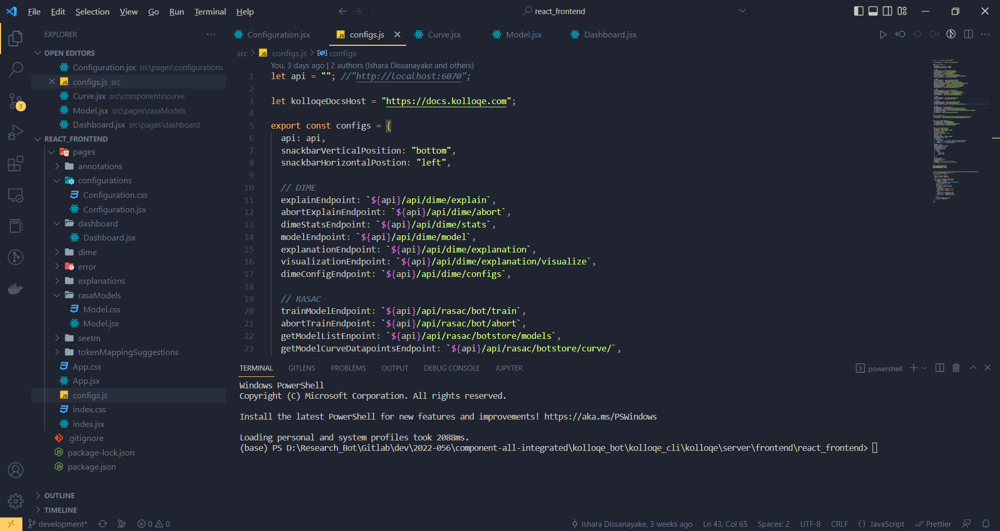 File Edit Selection View Go Run Terminal Help
react_frontend
EXPLORER
OPEN EDITORS
Configuration.jsx src\pages\configurations
configs.js src
Curve.jsx src\components\curve
Model.jsx src\pages\rasaModels
Dashboard.jsx src\pages\dashboard
REACT_FRONTEND
pages
annotations
configurations
Configuration.css
Configuration.jsx
dashboard
Dashboard.jsx
dime
error
explanations
rasaModels
Model.css
Model.jsx
seetm
tokenMappingSuggestions
App.css
App.jsx
configs.js
index.css
index.jsx
.gitignore
package-lock.json
package.json
OUTLINE
TIMELINE
Configuration.jsx configs.js Curve.jsx Model.jsx Dashboard.jsx
src > configs.js > configs
You, 3 days ago | 2 authors (Ishara Dissanayake and others)
1 let api = ""; //"http://localhost:6070";
2
3 let kolloqeDocsHost = "https://docs.kolloqe.com";
4
5 export const configs = {
6 api: api,
7 snackbarVerticalPosition: "bottom",
8 snackbarHorizontalPostion: "left",
9
10 // DIME
11 explainEndpoint: `${api}/api/dime/explain`,
12 abortExplainEndpoint: `${api}/api/dime/abort`,
13 dimeStatsEndpoint: `${api}/api/dime/stats`,
14 modelEndpoint: `${api}/api/dime/model`,
15 explanationEndpoint: `${api}/api/dime/explanation`,
16 visualizationEndpoint: `${api}/api/dime/explanation/visualize`,
17 dimeConfigEndpoint: `${api}/api/dime/configs`,
18
19 // RASAC
20 trainModelEndpoint: `${api}/api/rasac/bot/train`,
21 abortTrainEndpoint: `${api}/api/rasac/bot/abort`,
22 getModelListEnpoint: `${api}/api/rasac/botstore/models`,
23 getModelCurveDatapointsEndpoint: `${api}/api/rasac/botstore/curve/`,
TERMINAL GITLENS PROBLEMS OUTPUT DEBUG CONSOLE JUPYTER
powershell
Windows PowerShell
Copyright (C) Microsoft Corporation. All rights reserved.
Install the latest PowerShell for new features and improvements! https://aka.ms/PSWindows
Loading personal and system profiles took 2088ms.
(base) PS D:\Research_Bot\Gitlab\dev\2022-056\component-all-integrated\kolloqe_bot\kolloqe_cli\kolloqe\server\frontend\react_frontend>
3
development* 0 0
Ishara Dissanayake, 3 weeks ago Ln 43, Col 65 Spaces: 2 UTF-8 CRLF {} JavaScript Prettier